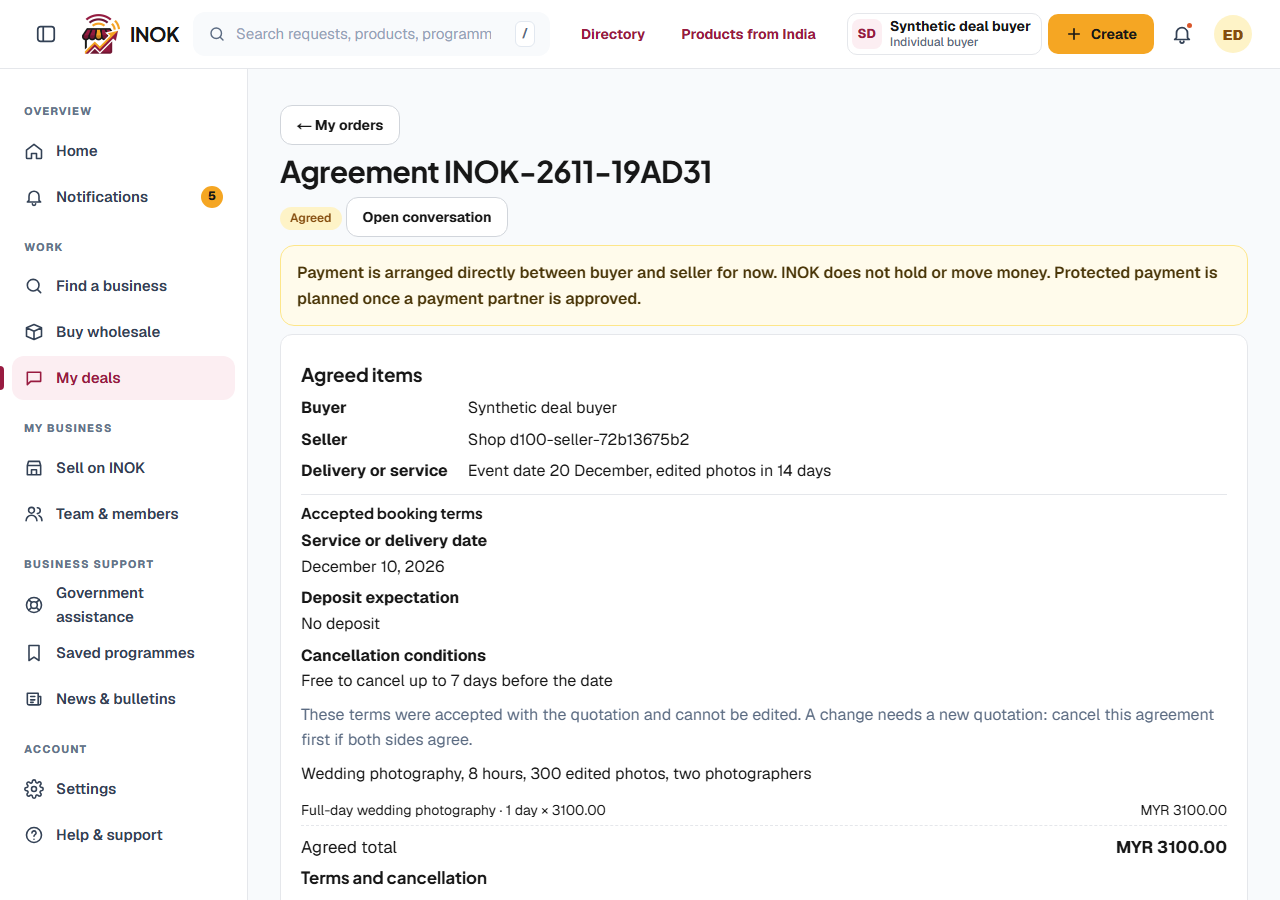 INOK
Search requests, products, programm
/
Directory
Products from India
SD
Synthetic deal buyer
Individual buyer
+ Create
ED
OVERVIEW
Home
Notifications
5
WORK
Find a business
Buy wholesale
My deals
MY BUSINESS
Sell on INOK
Team & members
BUSINESS SUPPORT
Government
assistance
Saved programmes
News & bulletins
ACCOUNT
Settings
Help & support
← My orders
Agreement INOK-2611-19AD31
Agreed
Open conversation
Payment is arranged directly between buyer and seller for now. INOK does not hold or move money. Protected payment is
planned once a payment partner is approved.
Agreed items
Buyer Synthetic deal buyer
Seller Shop d100-seller-72b13675b2
Delivery or service Event date 20 December, edited photos in 14 days
Accepted booking terms
Service or delivery date
December 10, 2026
Deposit expectation
No deposit
Cancellation conditions
Free to cancel up to 7 days before the date
These terms were accepted with the quotation and cannot be edited. A change needs a new quotation: cancel this agreement
first if both sides agree.
Wedding photography, 8 hours, 300 edited photos, two photographers
Full-day wedding photography · 1 day × 3100.00 MYR 3100.00
Agreed total MYR 3100.00
Terms and cancellation